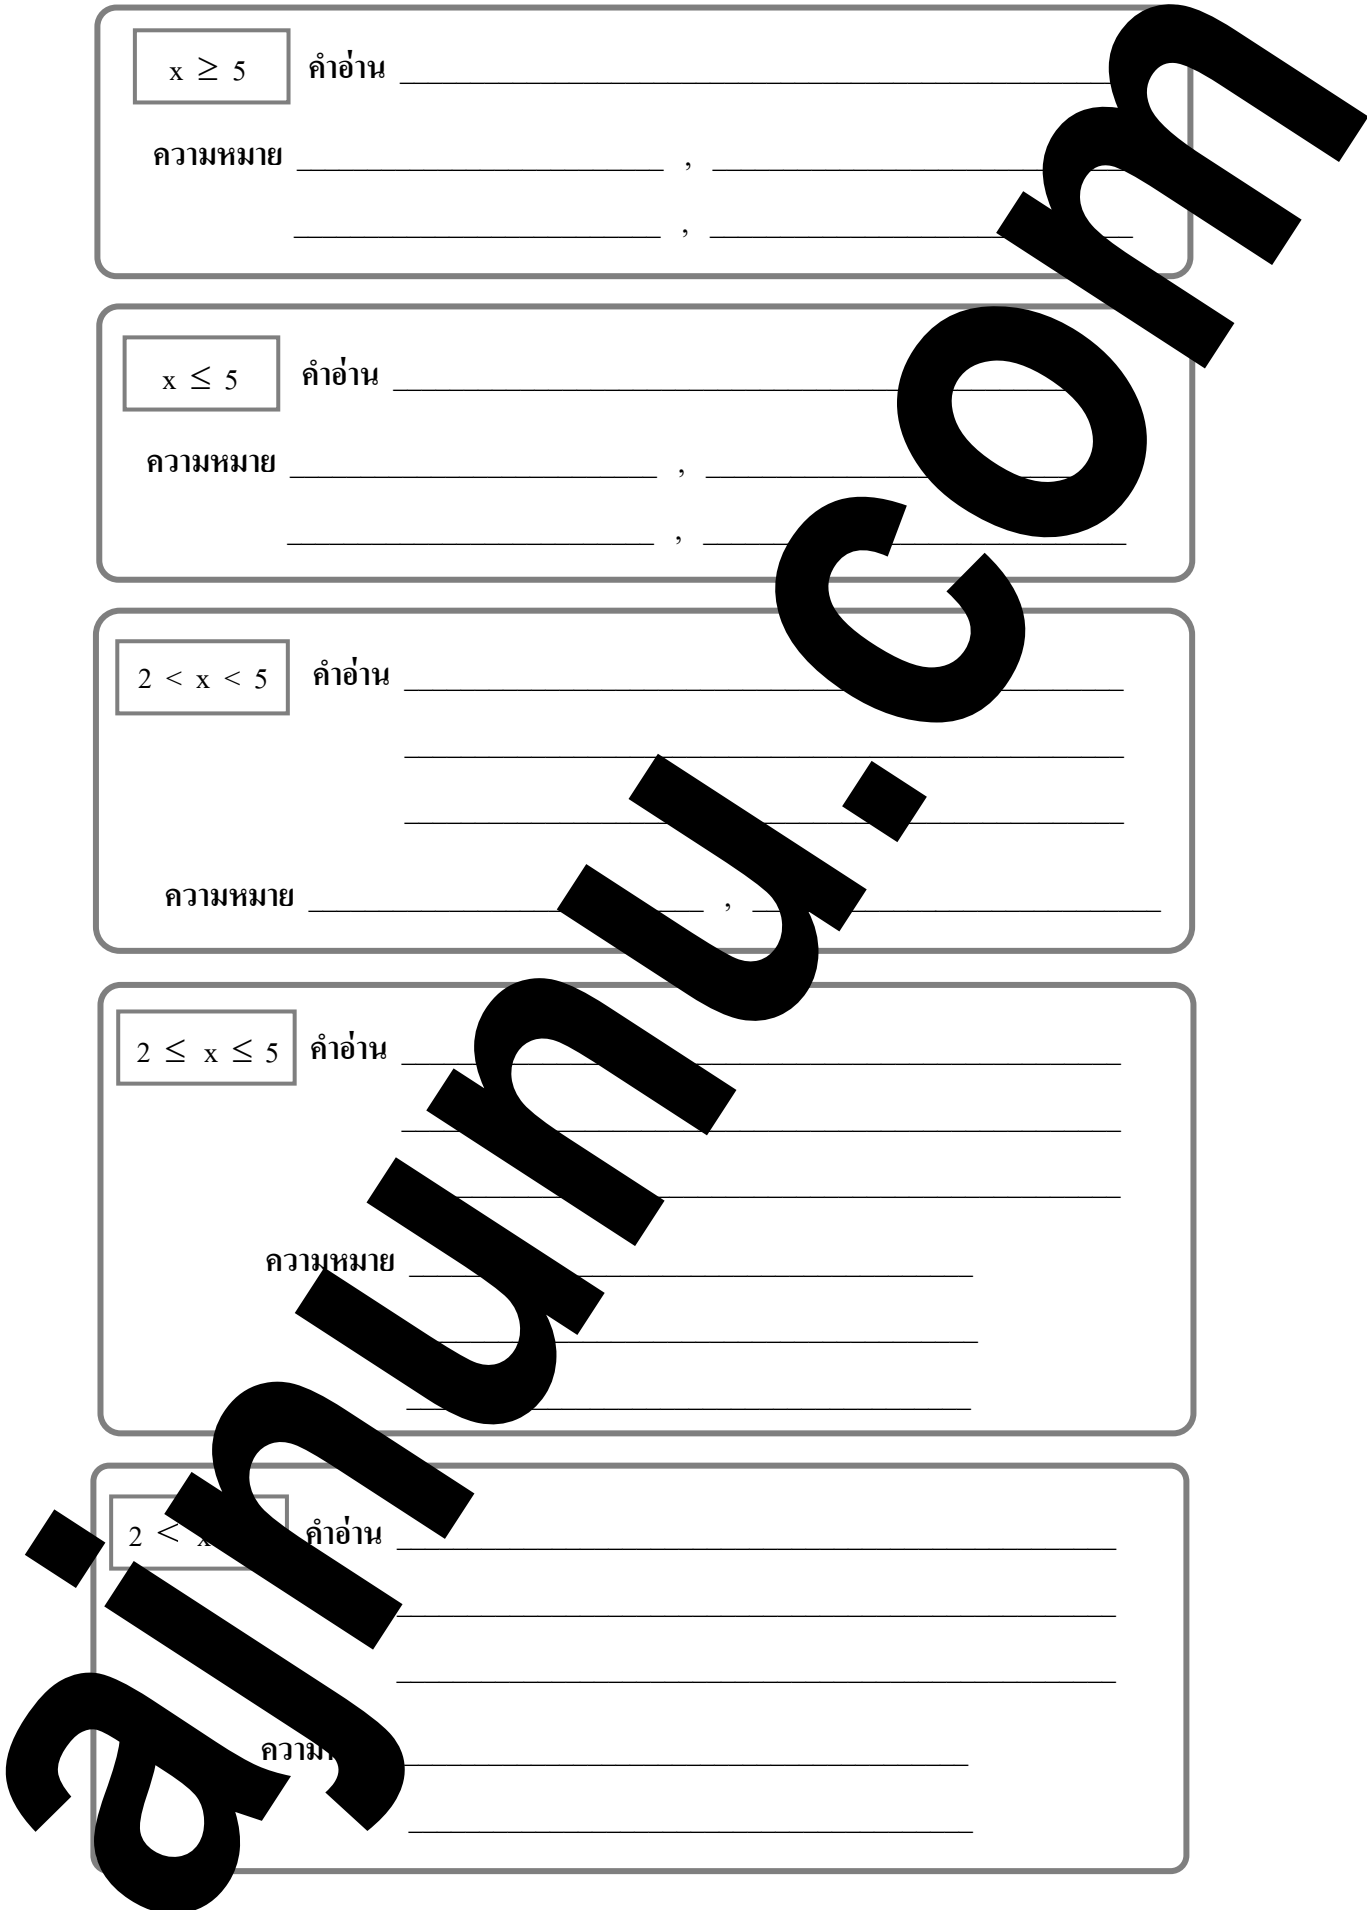 x ≥ 5 คำอ่าน
ความหมาย ,
,
x ≤ 5 คำอ่าน
ความหมาย ,
,
2 < x < 5 คำอ่าน
ความหมาย ,
2 ≤ x ≤ 5 คำอ่าน
ความหมาย
2 < x คำอ่าน
ajnunu.com